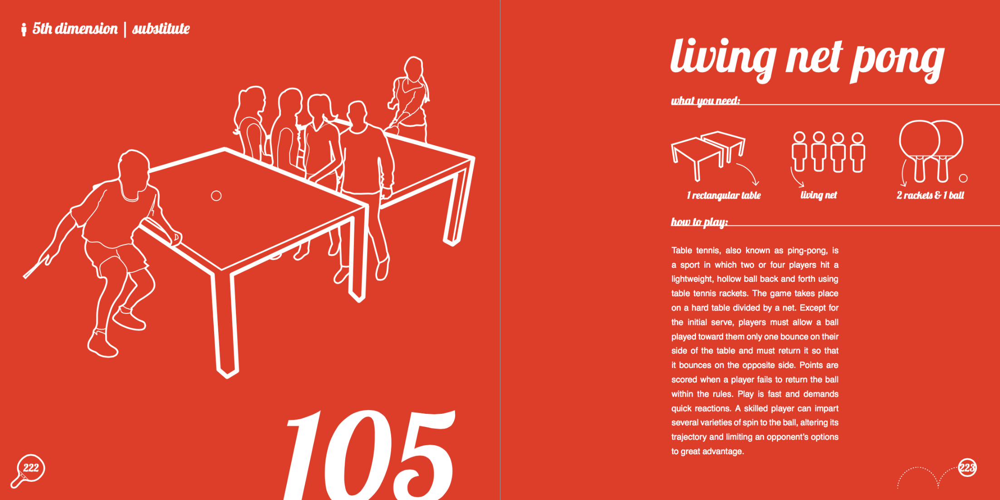 5th dimension | substitute
105
222
living net pong
what you need:
1 rectangular table
living net
2 rackets & 1 ball
how to play:
Table tennis, also known as ping-pong, is
a sport in which two or four players hit a
lightweight, hollow ball back and forth using
table tennis rackets. The game takes place
on a hard table divided by a net. Except for
the initial serve, players must allow a ball
played toward them only one bounce on their
side of the table and must return it so that
it bounces on the opposite side. Points are
scored when a player fails to return the ball
within the rules. Play is fast and demands
quick reactions. A skilled player can impart
several varieties of spin to the ball, altering its
trajectory and limiting an opponent’s options
to great advantage.
223